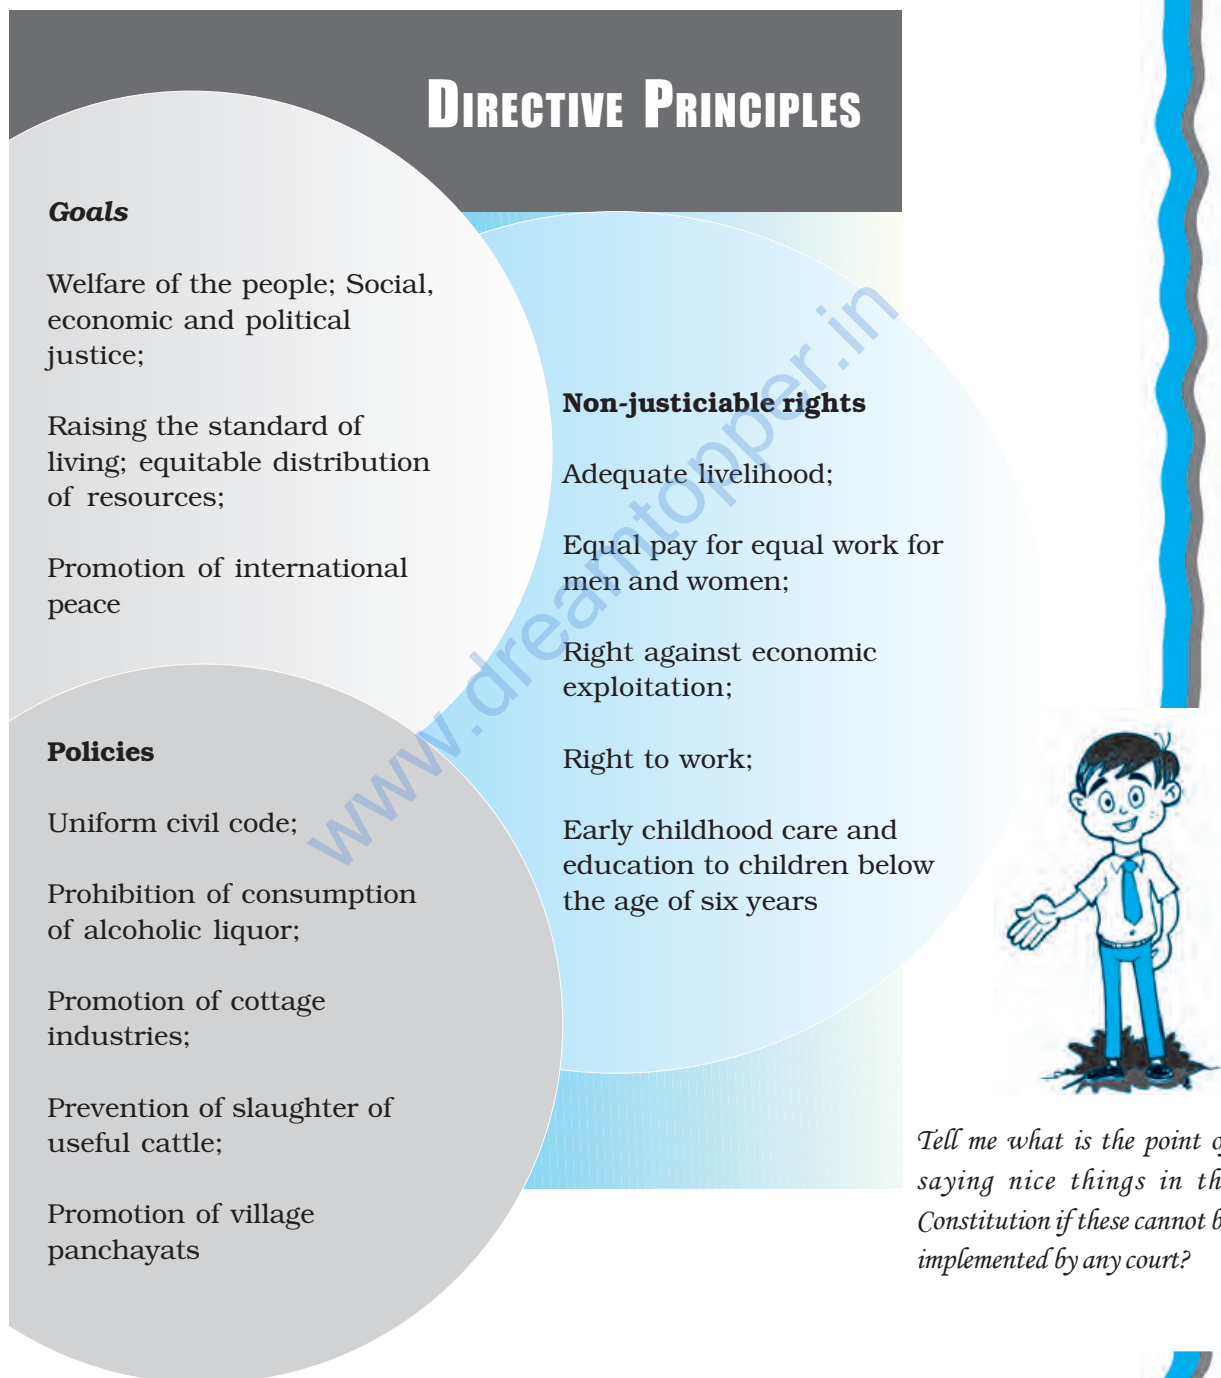 DIRECTIVE PRINCIPLES
Goals
Welfare of the people; Social,
economic and political
justice;
Raising the standard of
living; equitable distribution
of resources;
Promotion of international
peace
Policies
Uniform civil code;
Prohibition of consumption
of alcoholic liquor;
Promotion of cottage
industries;
Prevention of slaughter of
useful cattle;
Promotion of village
panchayats
Non-justiciable rights
Adequate livelihood;
Equal pay for equal work for
men and women;
Right against economic
exploitation;
Right to work;
Early childhood care and
education to children below
the age of six years
www.dreamtopper.in
Tell me what is the point
saying nice things in
Constitution if these cannot
implemented by any court?